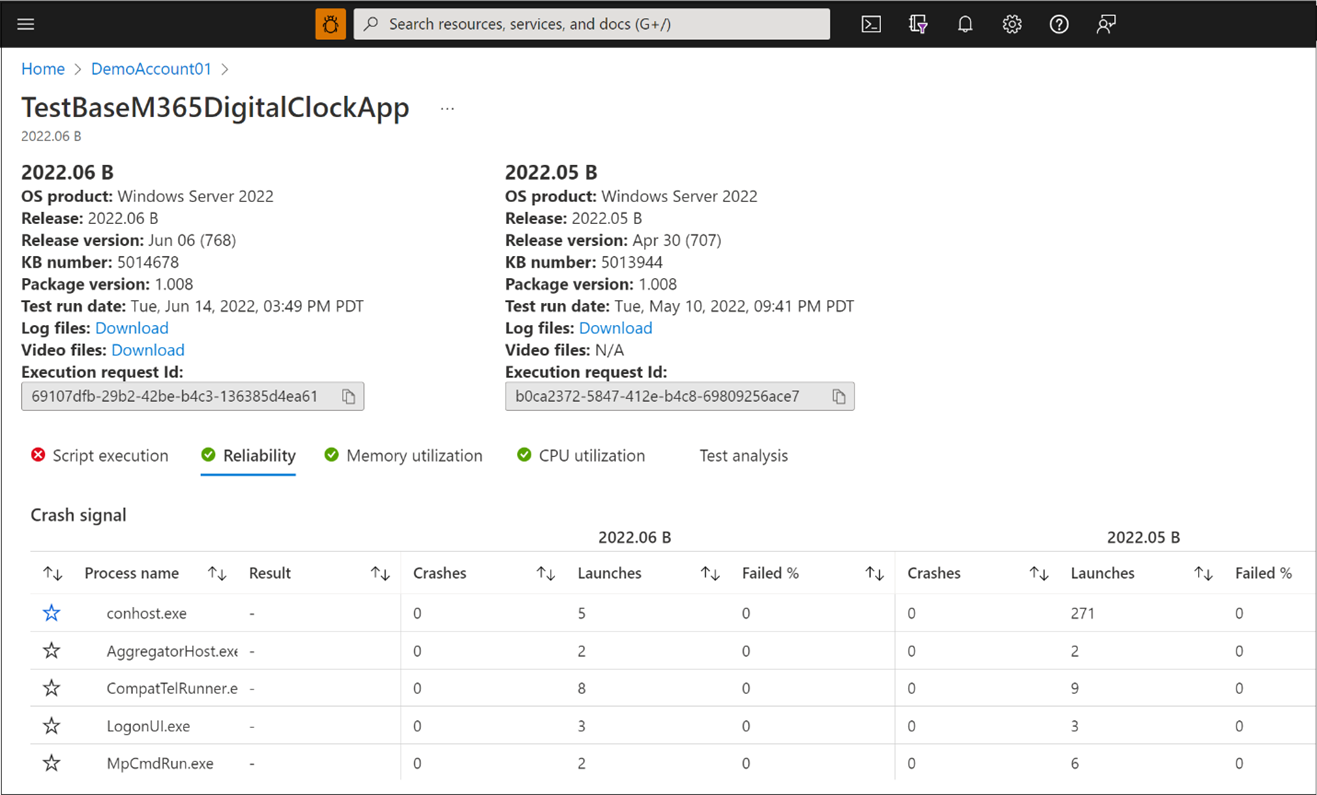 Search resources, services, and docs (G+/)
Home > DemoAccount01 >
TestBaseM365DigitalClockApp ...
2022.06 B
2022.06 B
OS product: Windows Server 2022
Release: 2022.06 B
Release version: Jun 06 (768)
KB number: 5014678
Package version: 1.008
Test run date: Tue, Jun 14, 2022, 03:49 PM PDT
Log files: Download
Video files: Download
Execution request Id:
69107dfb-29b2-42be-b4c3-136385d4ea61
2022.05 B
OS product: Windows Server 2022
Release: 2022.05 B
Release version: Apr 30 (707)
KB number: 5013944
Package version: 1.008
Test run date: Tue, May 10, 2022, 09:41 PM PDT
Log files: Download
Video files: N/A
Execution request Id:
b0ca2372-5847-412e-b4c8-69809256ace7
Script execution Reliability Memory utilization CPU utilization Test analysis
Crash signal
2022.06 B 2022.05 B
Process name Result Crashes Launches Failed % Crashes Launches Failed %
conhost.exe - 0 5 0 0 271 0
AggregatorHost.exe - 0 2 0 0 2 0
CompatTelRunner.e - 0 8 0 0 9 0
LogonUI.exe - 0 3 0 0 3 0
MpCmdRun.exe - 0 2 0 0 6 0